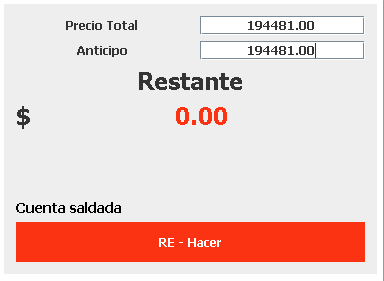 Precio Total 194481.00
Anticipo 194481.00
Restante
$ 0.00
Cuenta saldada
RE - Hacer